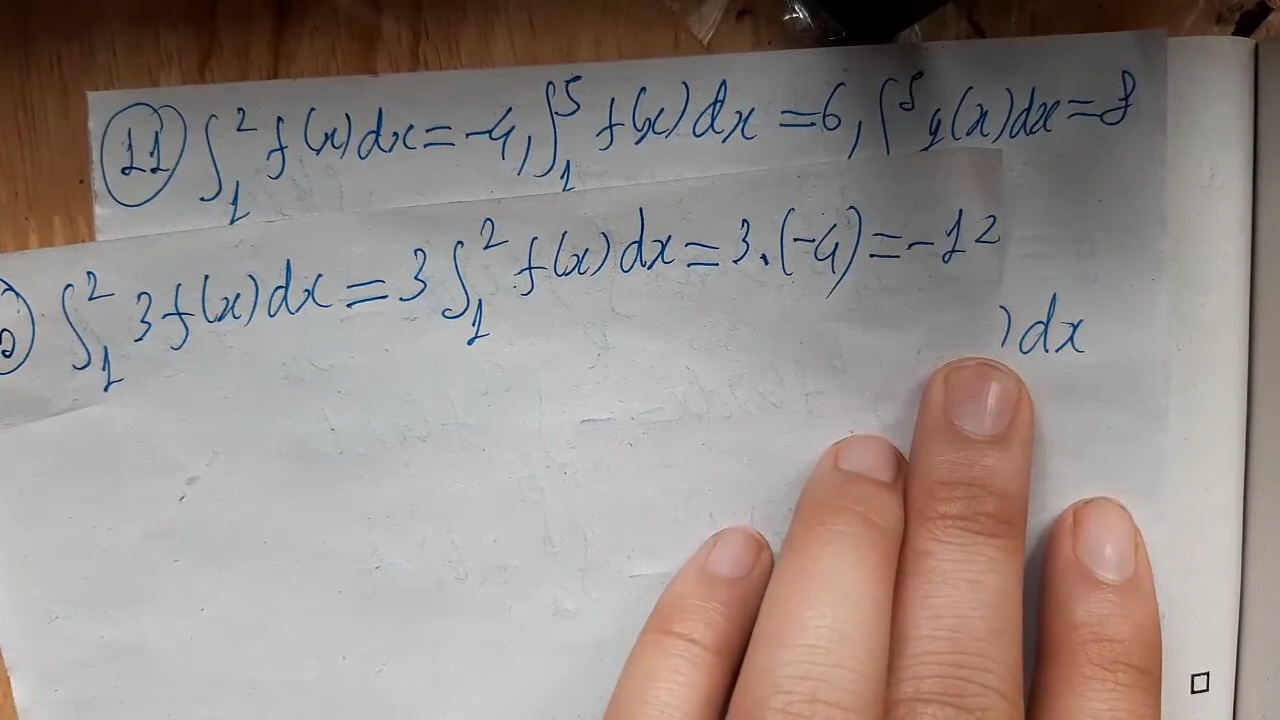 11 ∫₁² f(x)dx=-4, ∫₁⁵ f(x)dx=6, ∫⁵ g(x)dx=8
∫₁² 3f(x)dx=3∫₁² f(x)dx=3.(-4)=-12
)dx